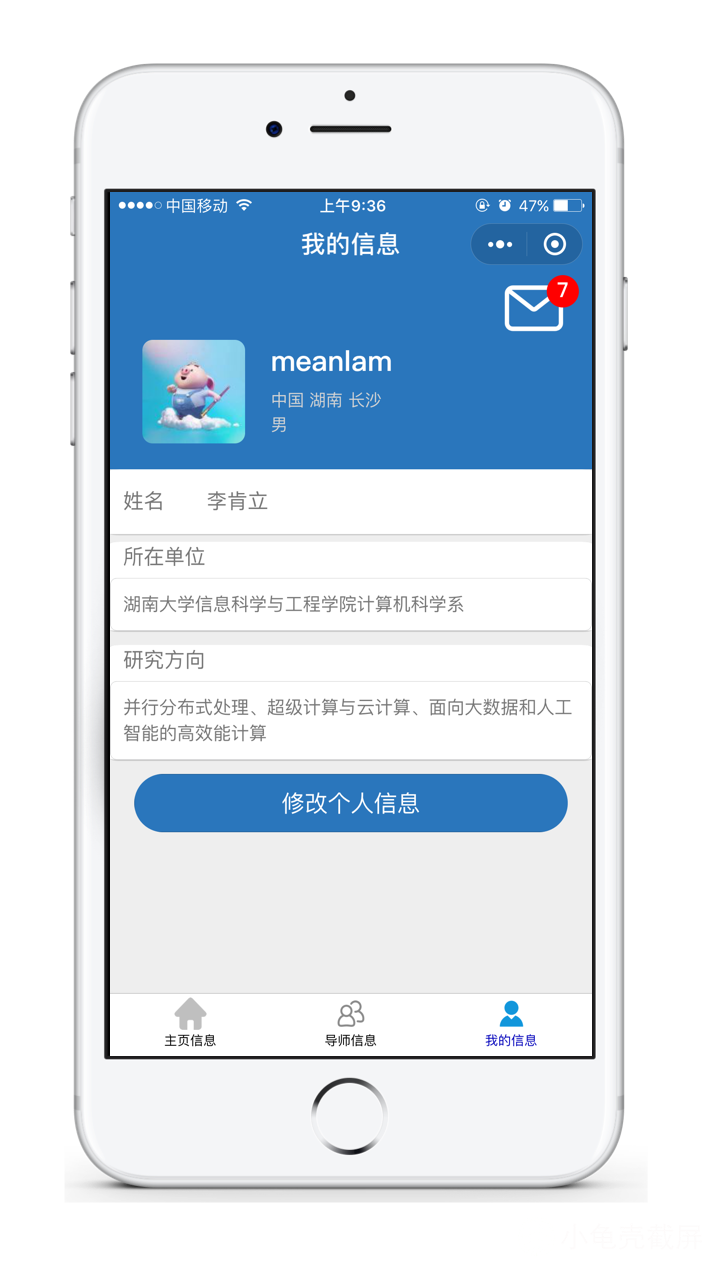 中国移动 上午9:36 47%
我的信息
7
meanlam
中国 湖南 长沙
男
姓名 李肯立
所在单位
湖南大学信息科学与工程学院计算机科学系
研究方向
并行分布式处理、超级计算与云计算、面向大数据和人工
智能的高效能计算
修改个人信息
主页信息 导师信息 我的信息